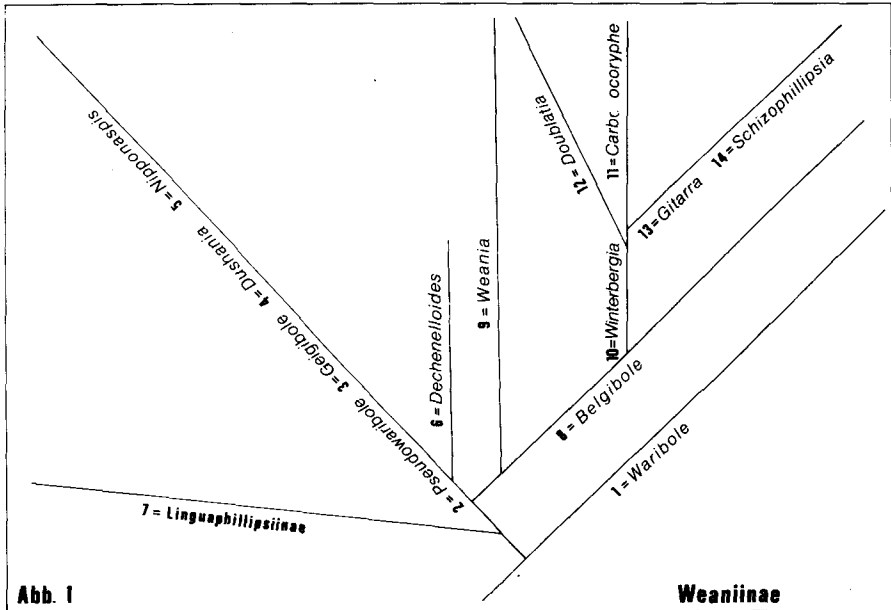 5 = Nipponaspis
4 = Dushania
3 = Geigibole
2 = Pseudowaribole
6 = Dechenelloides
9 = Weania
12 = Doublatia
11 = Carbc ocoryphe
13 = Gitarra
14 = Schizophillipsia
10=Winterbergia
8 = Belgibole
1 = Waribole
7 = Linguaphillipsiinae
Abb. 1
Weaniinae